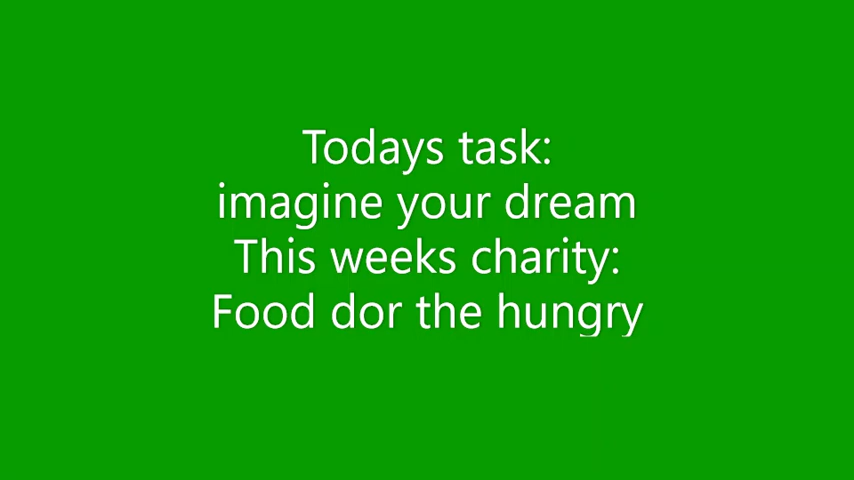 Todays task:
imagine your dream
This weeks charity:
Food dor the hungry